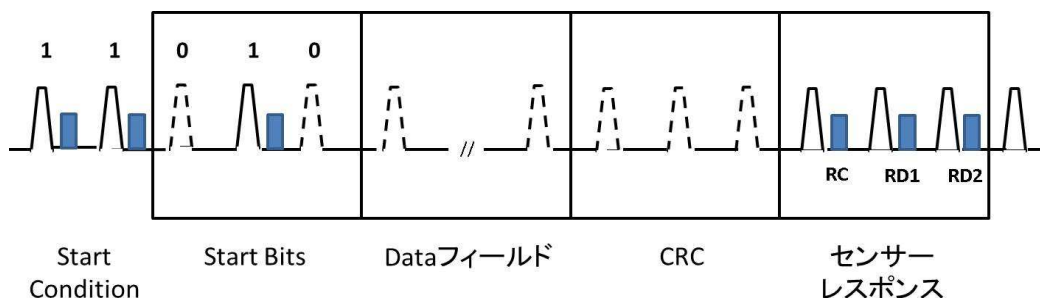 1 1 0 1 0
//
RC RD1 RD2
Start Condition
Start Bits
Dataフィールド
CRC
センサー
レスポンス